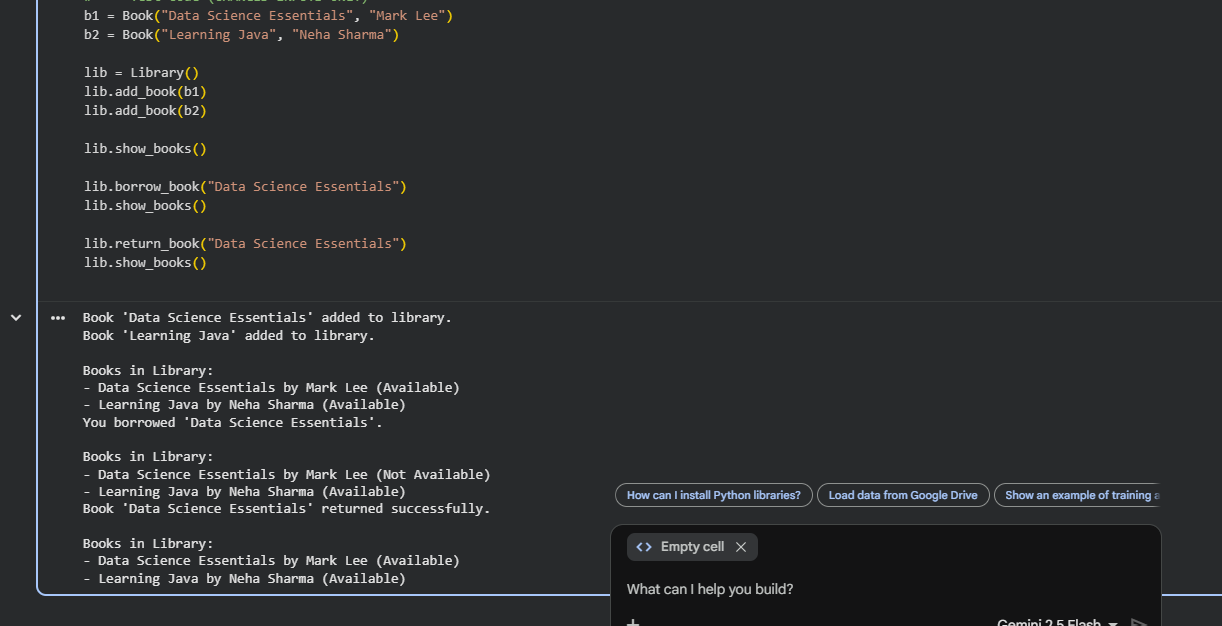 b1 = Book("Data Science Essentials", "Mark Lee")
b2 = Book("Learning Java", "Neha Sharma")
lib = Library()
lib.add_book(b1)
lib.add_book(b2)
lib.show_books()
lib.borrow_book("Data Science Essentials")
lib.show_books()
lib.return_book("Data Science Essentials")
lib.show_books()
Book 'Data Science Essentials' added to library.
Book 'Learning Java' added to library.
Books in Library:
- Data Science Essentials by Mark Lee (Available)
- Learning Java by Neha Sharma (Available)
You borrowed 'Data Science Essentials'.
Books in Library:
- Data Science Essentials by Mark Lee (Not Available)
- Learning Java by Neha Sharma (Available)
Book 'Data Science Essentials' returned successfully.
Books in Library:
- Data Science Essentials by Mark Lee (Available)
- Learning Java by Neha Sharma (Available)
How can I install Python libraries?
Load data from Google Drive
Show an example of training
Empty cell
What can I help you build?
Gemini 2.5 Flash